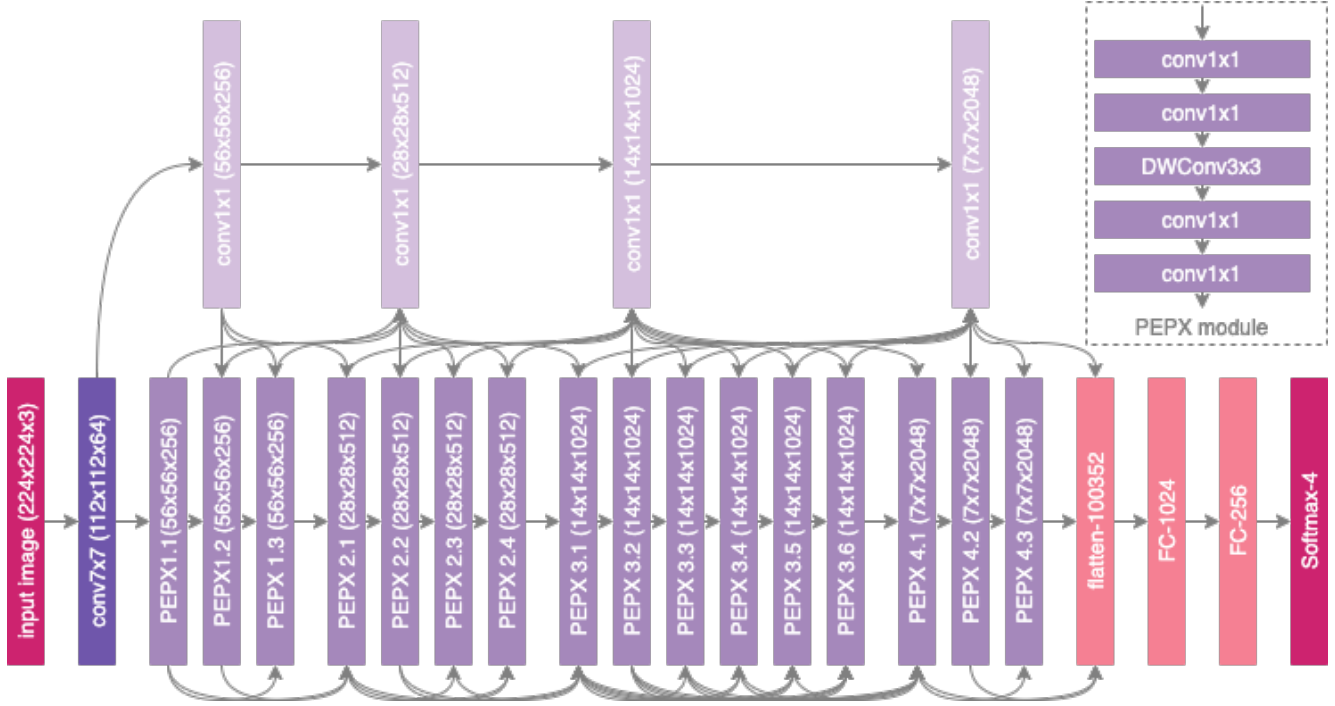 conv1x1 (56x56x256)
conv1x1 (28x28x512)
conv1x1 (14x14x1024)
conv1x1 (7x7x2048)
conv1x1
conv1x1
DWConv3x3
conv1x1
conv1x1
PEPX module
input image (224x224x3)
conv7x7 (112x112x64)
PEPX1.1(56x56x256)
PEPX1.2 (56x56x256)
PEPX 1.3 (56x56x256)
PEPX 2.1 (28x28x512)
PEPX 2.2 (28x28x512)
PEPX 2.3 (28x28x512)
PEPX 2.4 (28x28x512)
PEPX 3.1 (14x14x1024)
PEPX 3.2 (14x14x1024)
PEPX 3.3 (14x14x1024)
PEPX 3.4 (14x14x1024)
PEPX 3.5 (14x14x1024)
PEPX 3.6 (14x14x1024)
PEPX 4.1 (7x7x2048)
PEPX 4.2 (7x7x2048)
PEPX 4.3 (7x7x2048)
flatten-100352
FC-1024
FC-256
Softmax-4